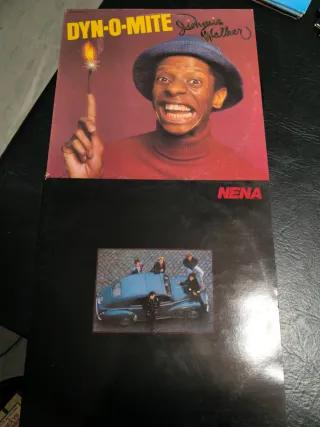 DYN-O-MITE
Jimmie
Walker
NENA